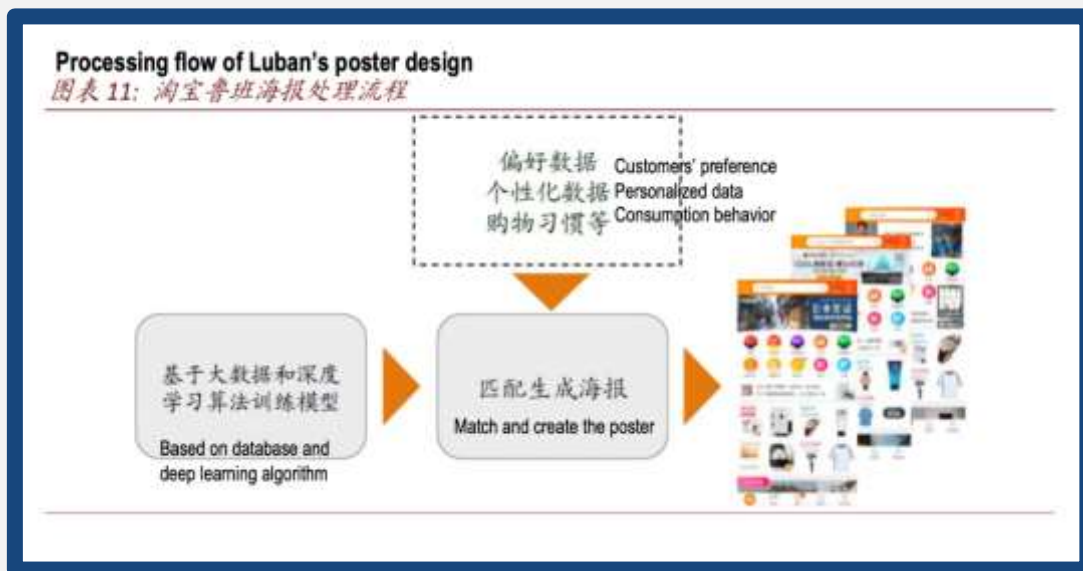 Processing flow of Luban's poster design
图表 11: 淘宝鲁班海报处理流程
偏好数据
个性化数据
购物习惯等
Customers' preference
Personalized data
Consumption behavior
基于大数据和深度
学习算法训练模型
Based on database and
deep learning algorithm
匹配生成海报
Match and create the poster